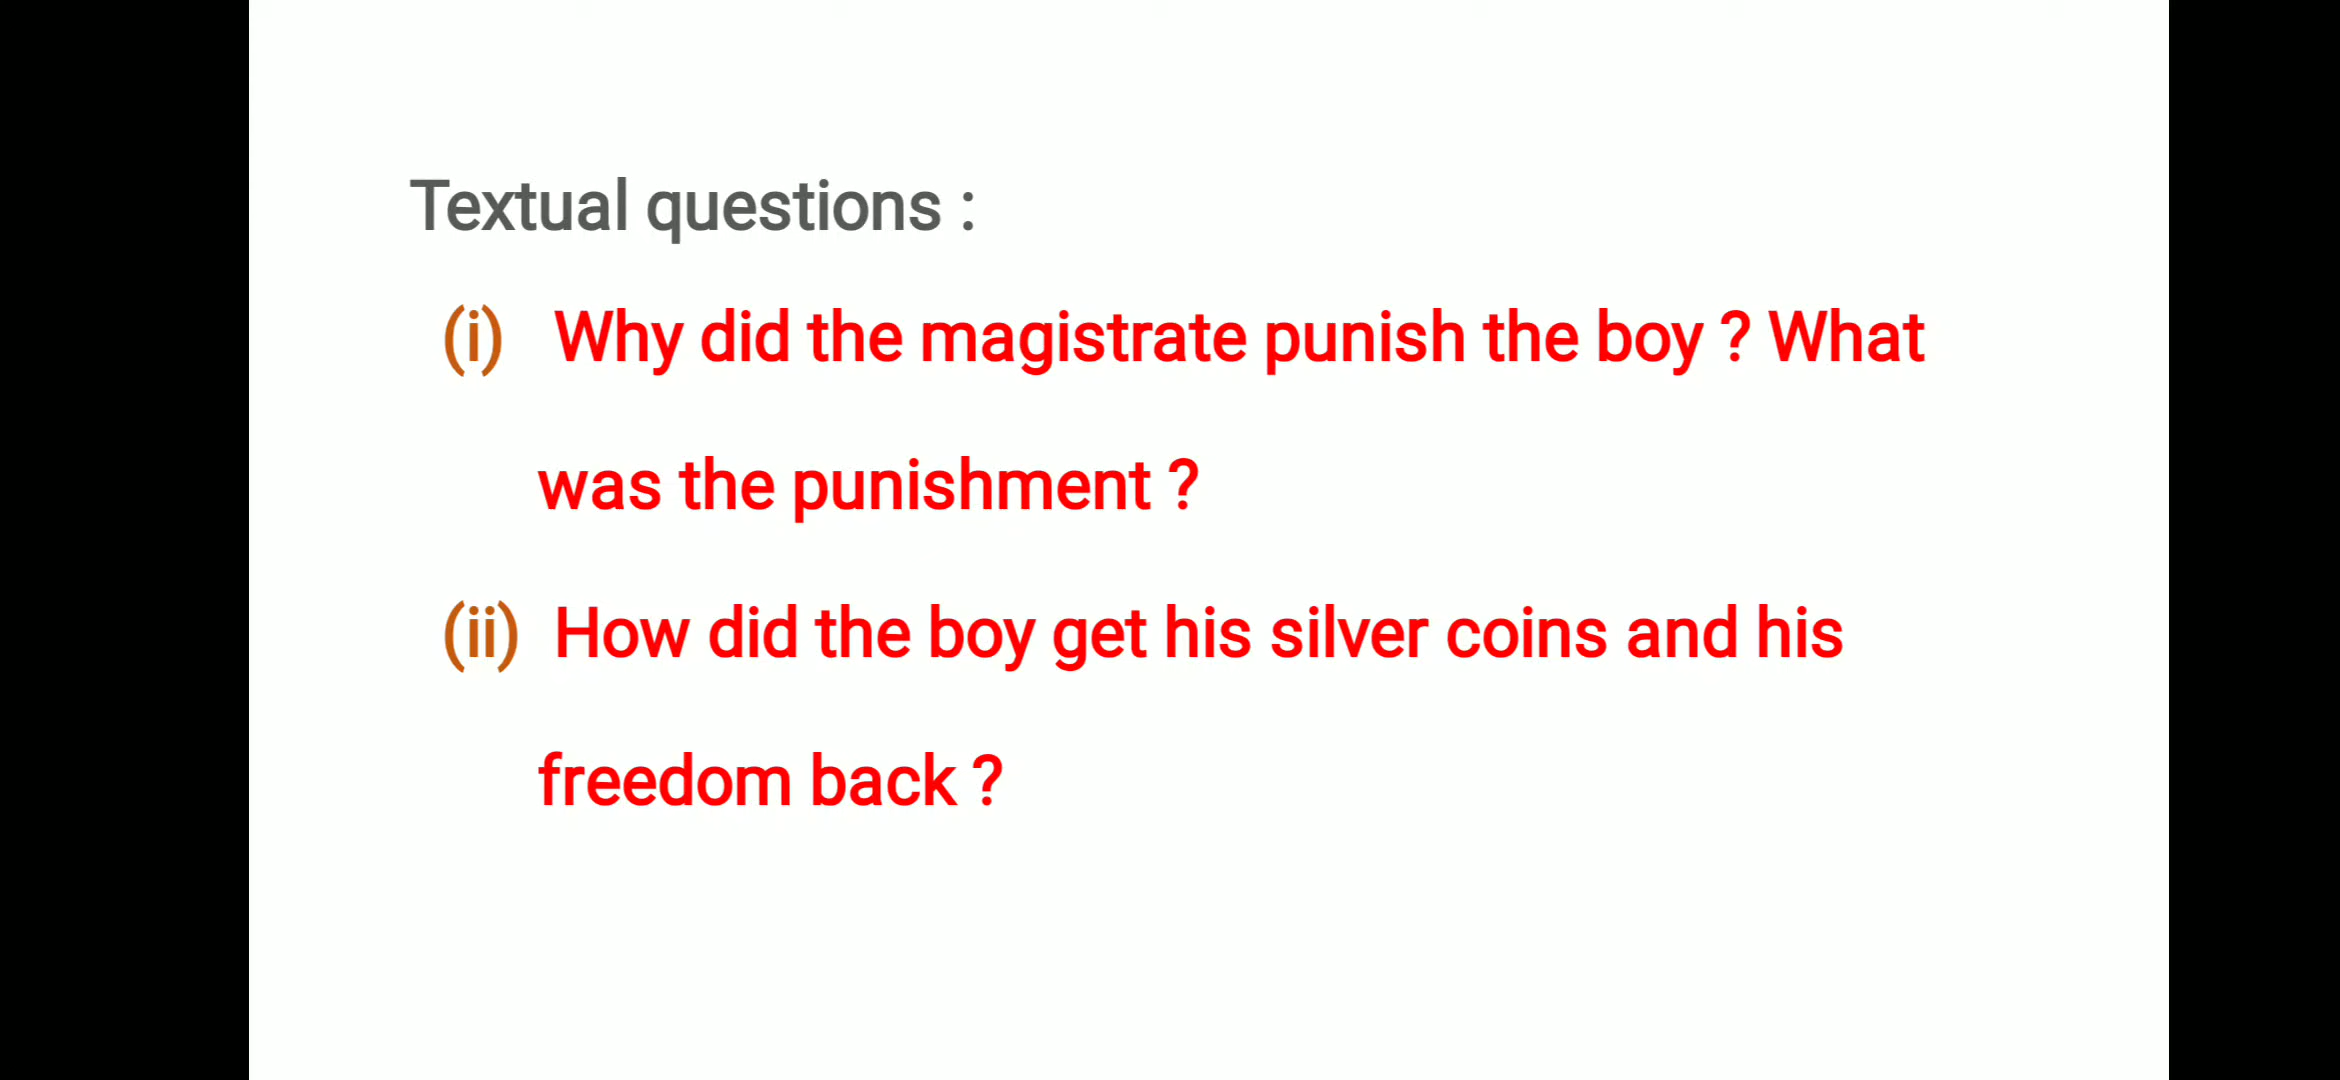 Textual questions :
(i) Why did the magistrate punish the boy ? What
was the punishment ?
(ii) How did the boy get his silver coins and his
freedom back ?